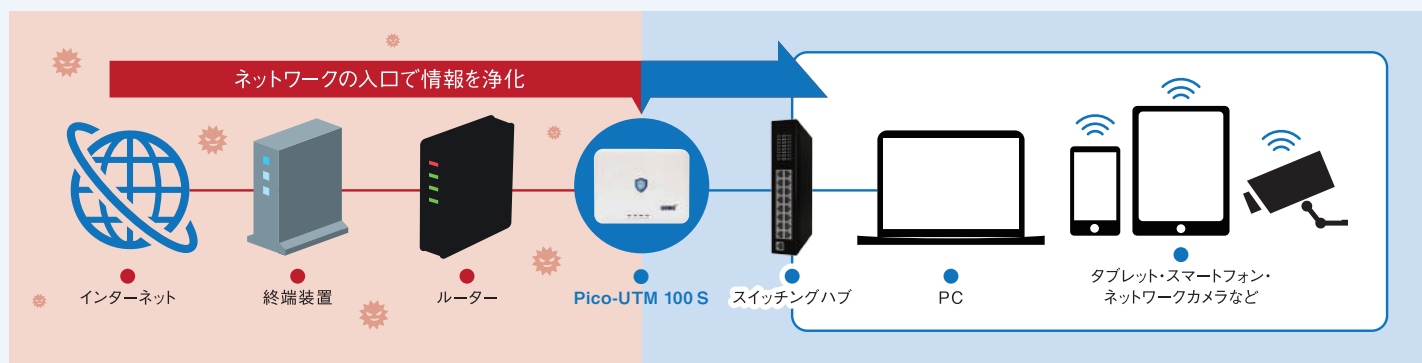 ネットワークの入口で情報を浄化
インターネット
終端装置
ルーター
Pico-UTM 100 S
スイッチングハブ
PC
タブレット・スマートフォン・
ネットワークカメラなど